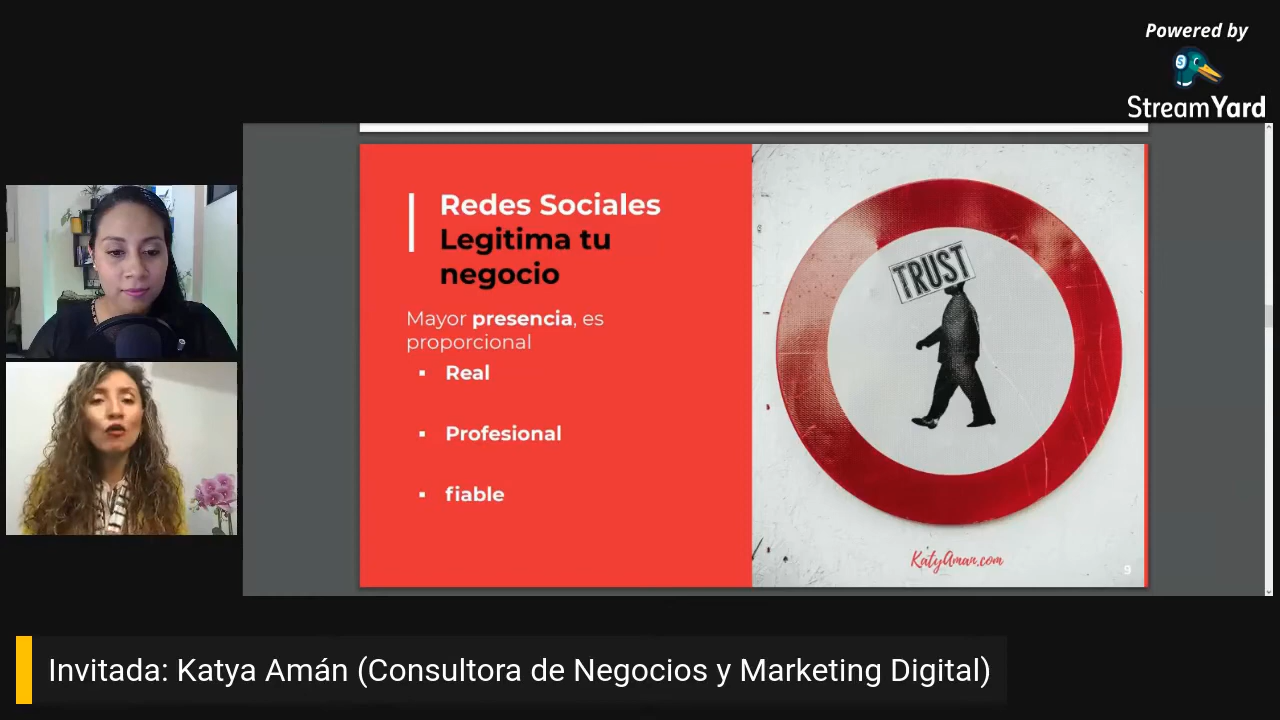 Powered by
StreamYard
Redes Sociales
Legitima tu
negocio
Mayor presencia, es
proporcional
▪ Real
▪ Profesional
▪ fiable
TRUST
KatyAman.com
9
Invitada: Katya Amán (Consultora de Negocios y Marketing Digital)